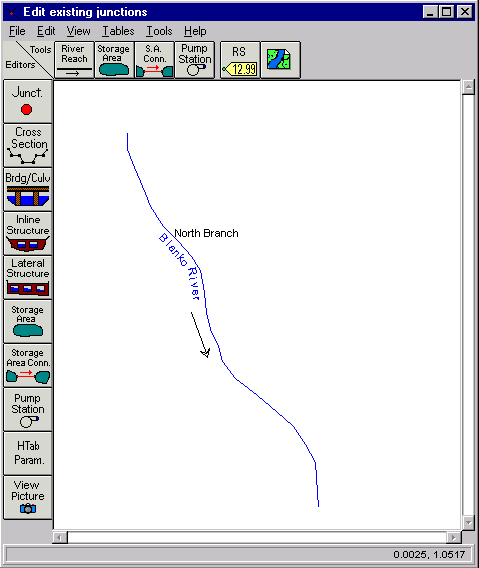 Edit existing junctions
File Edit View Tables Tools Help
Tools
Editors
River
Reach
Storage
Area
S.A.
Conn.
Pump
Station
RS
12.99
Junct.
Cross
Section
Brdg/Culv
Inline
Structure
Lateral
Structure
Storage
Area
Storage
Area Conn.
Pump
Station
HTab
Param.
View
Picture
North Branch
Blanko River
0.0025, 1.0517